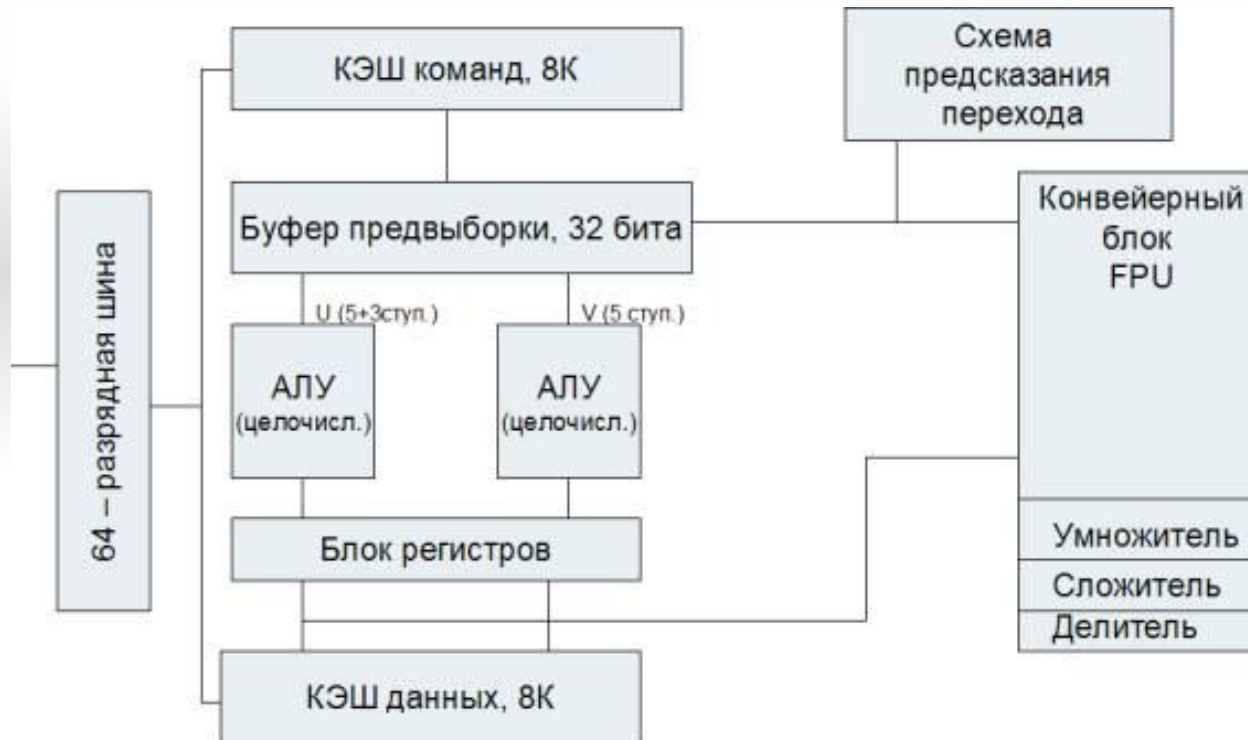 КЭШ команд, 8К
Схема
предсказания
перехода
64 – разрядная шина
Буфер предвыборки, 32 бита
Конвейерный
блок
FPU
U (5+3ступ.)
V (5 ступ.)
АЛУ
(целочисл.)
АЛУ
(целочисл.)
Блок регистров
Умножитель
Сложитель
Делитель
КЭШ данных, 8К